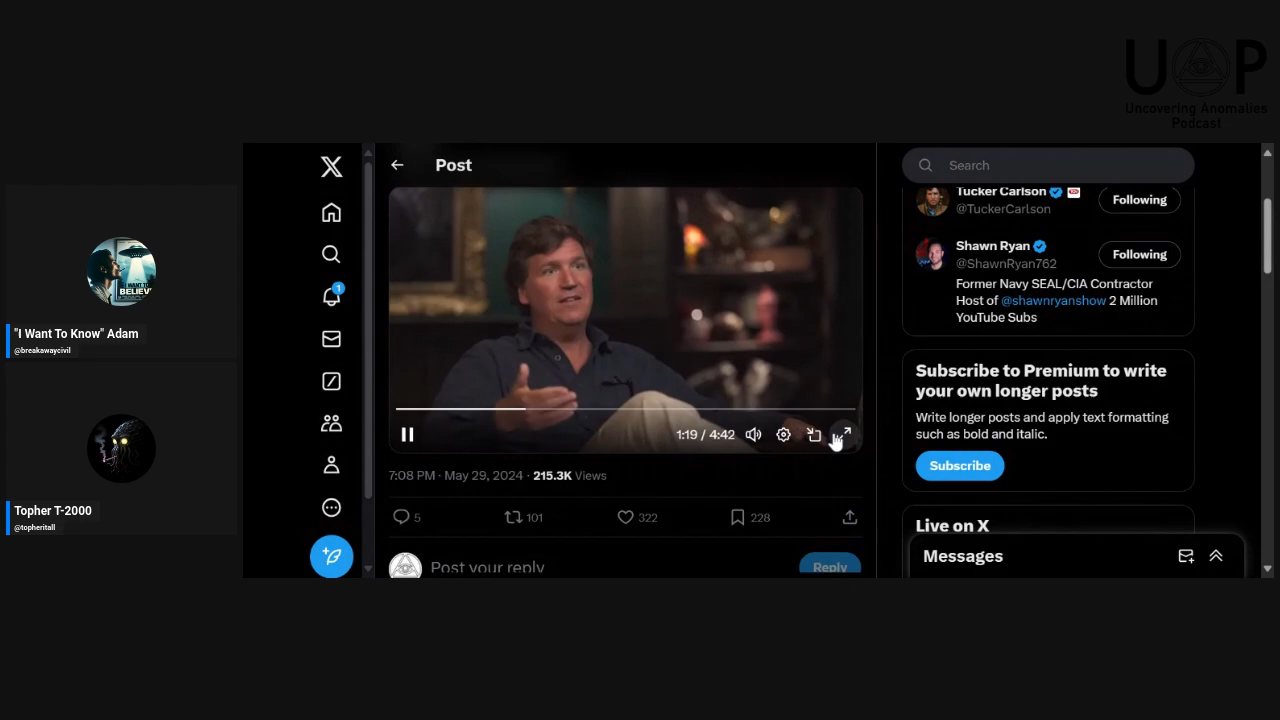 UAP
Uncovering Anomalies
Podcast
Post
Search
Tucker Carlson
@TuckerCarlson
Following
Shawn Ryan
@ShawnRyan762
Following
Former Navy SEAL/CIA Contractor
Host of @shawnryanshow 2 Million
YouTube Subs
I WANT TO
BELIEV
"I Want To Know" Adam
@breakawaycivil
Subscribe to Premium to write
your own longer posts
Write longer posts and apply text formatting
such as bold and italic.
Subscribe
1
1:19 / 4:42
7:08 PM · May 29, 2024 · 215.3K Views
5
101
322
228
Topher T-2000
@topheritall
Live on X
Messages
Post your reply
Reply